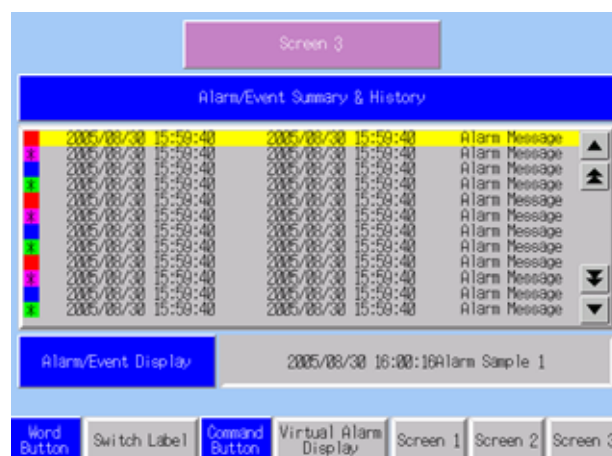 Screen 3
Alarm/Event Summary & History
2005/08/30 15:59:40 2005/08/30 15:59:40 Alarm Message
* 2005/08/30 15:59:40 2005/08/30 15:59:40 Alarm Message
2005/08/30 15:59:40 2005/08/30 15:59:40 Alarm Message
* 2005/08/30 15:59:40 2005/08/30 15:59:40 Alarm Message
2005/08/30 15:59:40 2005/08/30 15:59:40 Alarm Message
* 2005/08/30 15:59:40 2005/08/30 15:59:40 Alarm Message
2005/08/30 15:59:40 2005/08/30 15:59:40 Alarm Message
* 2005/08/30 15:59:40 2005/08/30 15:59:40 Alarm Message
2005/08/30 15:59:40 2005/08/30 15:59:40 Alarm Message
* 2005/08/30 15:59:40 2005/08/30 15:59:40 Alarm Message
2005/08/30 15:59:40 2005/08/30 15:59:40 Alarm Message
* 2005/08/30 15:59:40 2005/08/30 15:59:40 Alarm Message
Alarm/Event Display
2005/08/30 16:00:16Alarm Sample 1
Word
Button
Switch Label
Command
Button
Virtual Alarm
Display
Screen 1
Screen 2
Screen 3